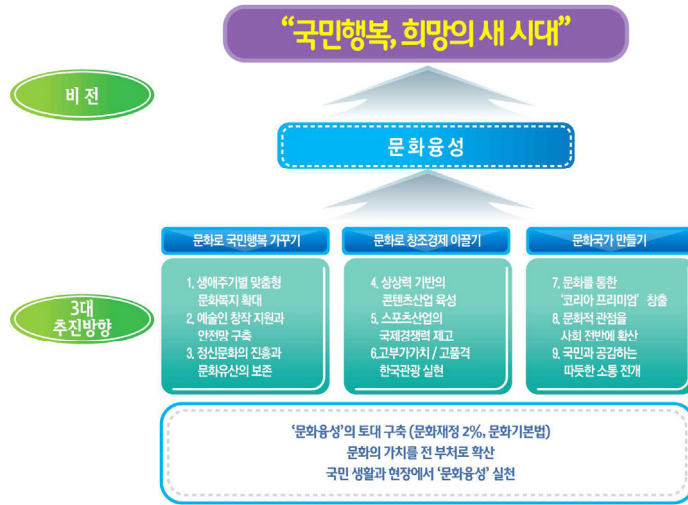 “국민행복, 희망의 새 시대”
비 전
문화융성
문화로 국민행복 가꾸기
문화로 창조경제 이끌기
문화국가 만들기
3대
추진방향
1. 생애주기별 맞춤형
문화복지 확대
2. 예술인 창작 지원과
안전망 구축
3. 정신문화의 진흥과
문화유산의 보존
4. 상상력 기반의
콘텐츠산업 육성
5. 스포츠산업의
국제경쟁력 제고
6.고부가가치 / 고품격
한국관광 실현
7. 문화를 통한
‘코리아 프리미엄’ 창출
8. 문화적 관점을
사회 전반에 확산
9. 국민과 공감하는
따뜻한 소통 전개
‘문화융성’의 토대 구축 (문화재정 2%, 문화기본법)
문화의 가치를 전 부처로 확산
국민 생활과 현장에서 ‘문화융성’ 실천